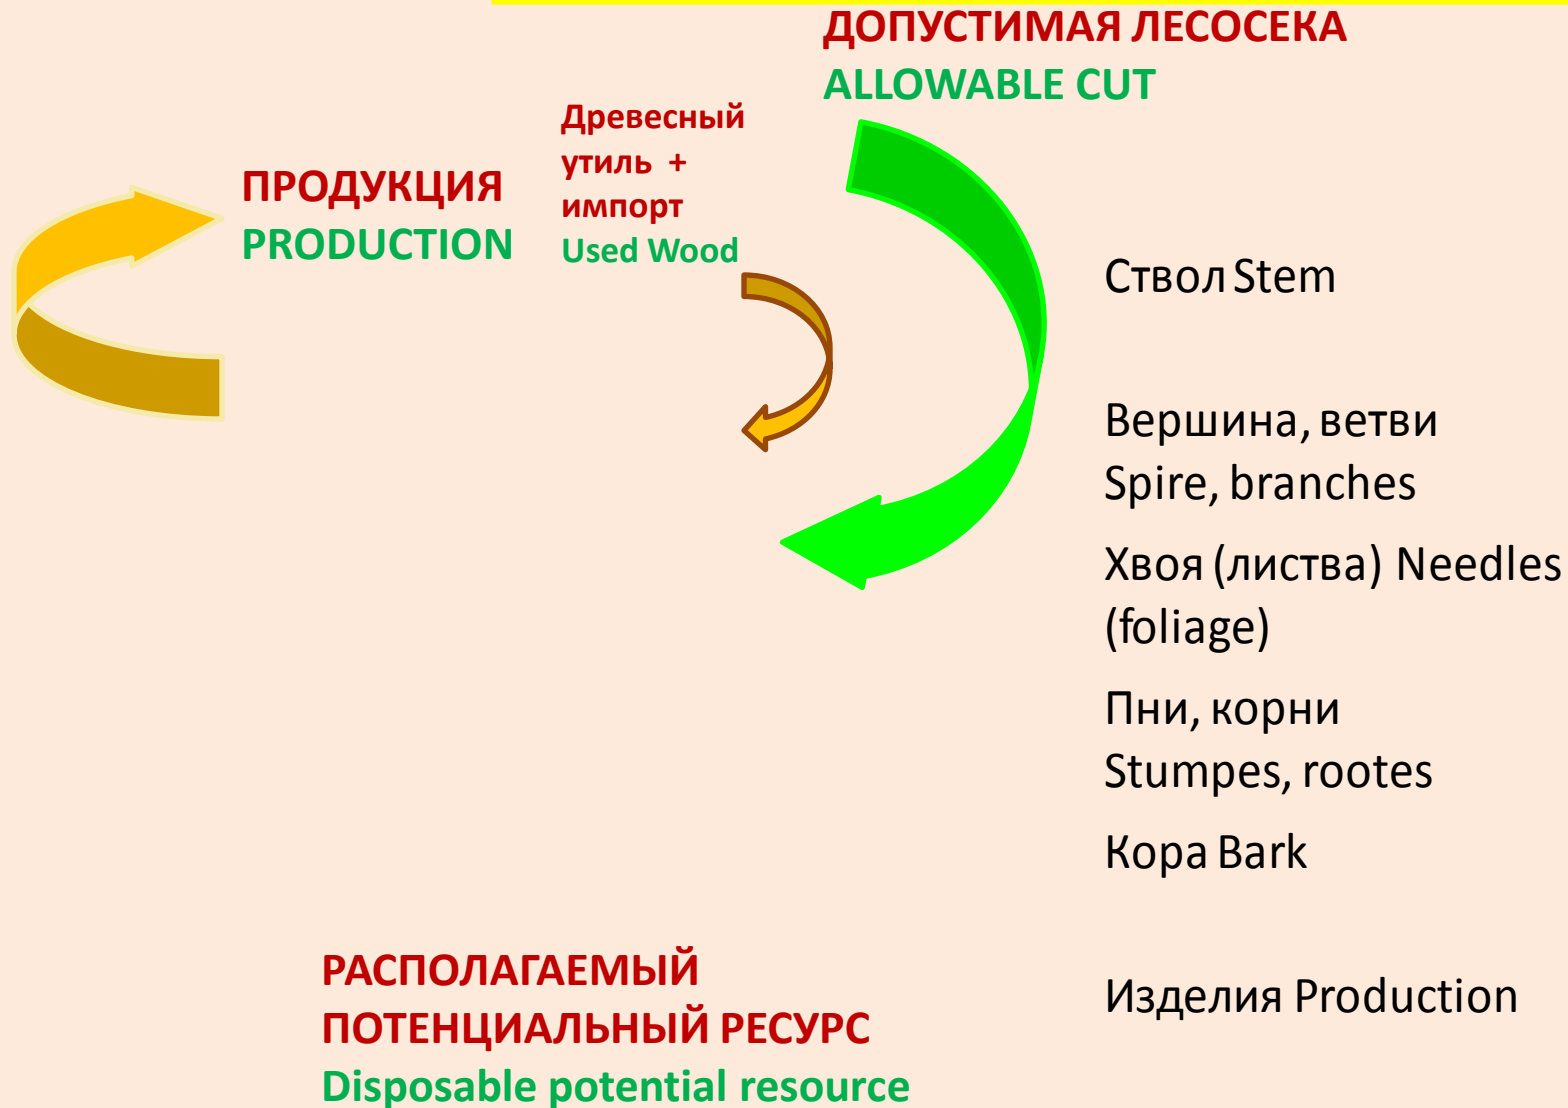 ДОПУСТИМАЯ ЛЕСОСЕКА
ALLOWABLE CUT
Древесный
утиль +
импорт
Used Wood
ПРОДУКЦИЯ
PRODUCTION
Ствол Stem
Вершина, ветви
Spire, branches
Хвоя (листва) Needles
(foliage)
Пни, корни
Stumpes, rootes
Кора Bark
Изделия Production
РАСПОЛАГАЕМЫЙ
ПОТЕНЦИАЛЬНЫЙ РЕСУРС
Disposable potential resource